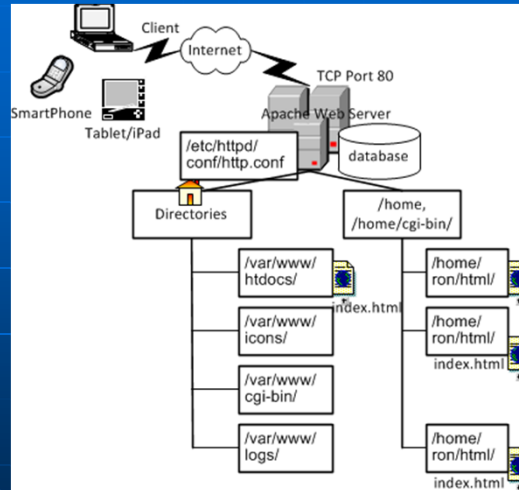 Client
Internet
SmartPhone
Tablet/iPad
TCP Port 80
Apache Web Server
/etc/httpd/
conf/http.conf
database
Directories
/home,
/home/cgi-bin/
/var/www/
htdocs/
index.html
/var/www/
icons/
/var/www/
cgi-bin/
/var/www/
logs/
/home/
ron/html/
/home/
ron/html/
index.html
/home/
ron/html/
index.html